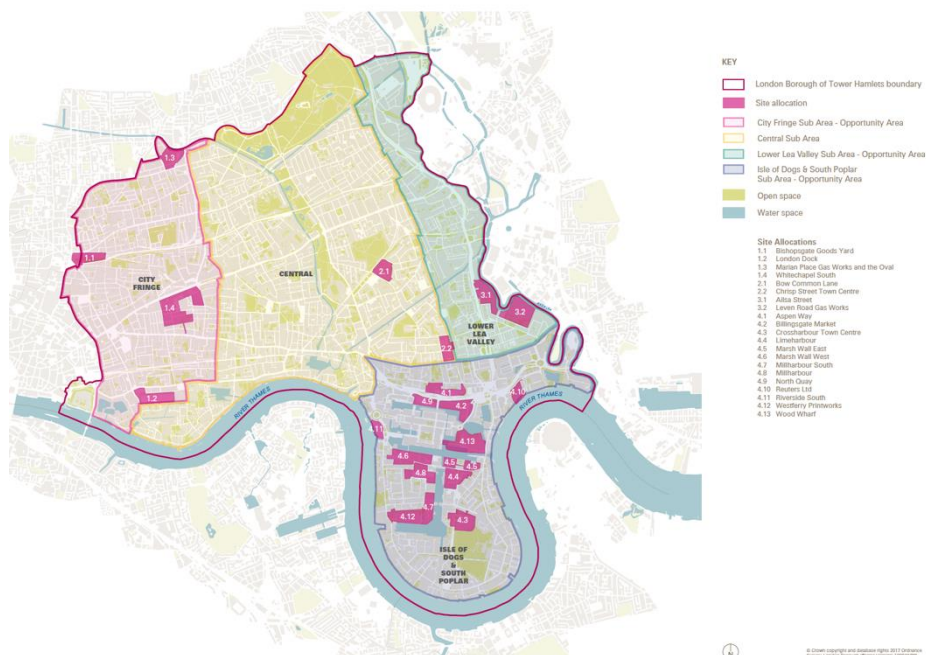 KEY
London Borough of Tower Hamlets boundary
Site allocation
City Fringe Sub Area - Opportunity Area
Central Sub Area
Lower Lea Valley Sub Area - Opportunity Area
Isle of Dogs & South Poplar
Sub Area - Opportunity Area
Open space
Water space
Site Allocations
1.1 Bishopsgate Goods Yard
1.2 London Dock
1.3 Marian Place Gas Works and the Oval
1.4 Whitechapel South
2.1 Bow Common Lane
2.2 Chrisp Street Town Centre
3.1 Ailsa Street
3.2 Leven Road Gas Works
4.1 Aspen Way
4.2 Billingsgate Market
4.3 Crossharbour Town Centre
4.4 Limeharbour
4.5 Marsh Wall East
4.6 Marsh Wall West
4.7 Millharbour South
4.8 Millharbour
4.9 North Quay
4.10 Reuters Ltd
4.11 Riverside South
4.12 Westferry Printworks
4.13 Wood Wharf
1.3
1.1
CITY
FRINGE
1.4
1.2
CENTRAL
2.1
2.2
3.1
3.2
LOWER
LEA
VALLEY
RIVER THAMES
RIVER THAMES
4.1
4.9
4.2
4.10
4.11
4.13
4.6
4.5
4.5
4.8
4.4
4.7
4.12
4.3
ISLE OF
DOGS
&
SOUTH
POPLAR
N
© Crown copyright and database rights 2017 Ordnance